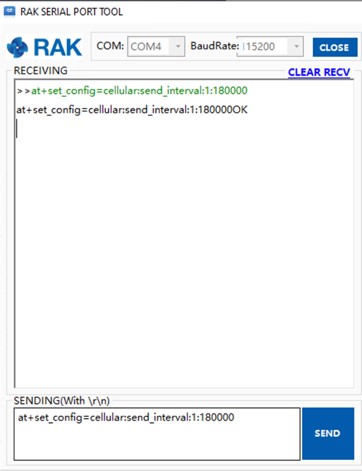 RAK SERIAL PORT TOOL
RAK COM: COM4 BaudRate: 115200 CLOSE
RECEIVING CLEAR RECV
>>at+set_config=cellular:send_interval:1:180000
at+set_config=cellular:send_interval:1:180000OK
SENDING(With \r\n)
at+set_config=cellular:send_interval:1:180000
SEND